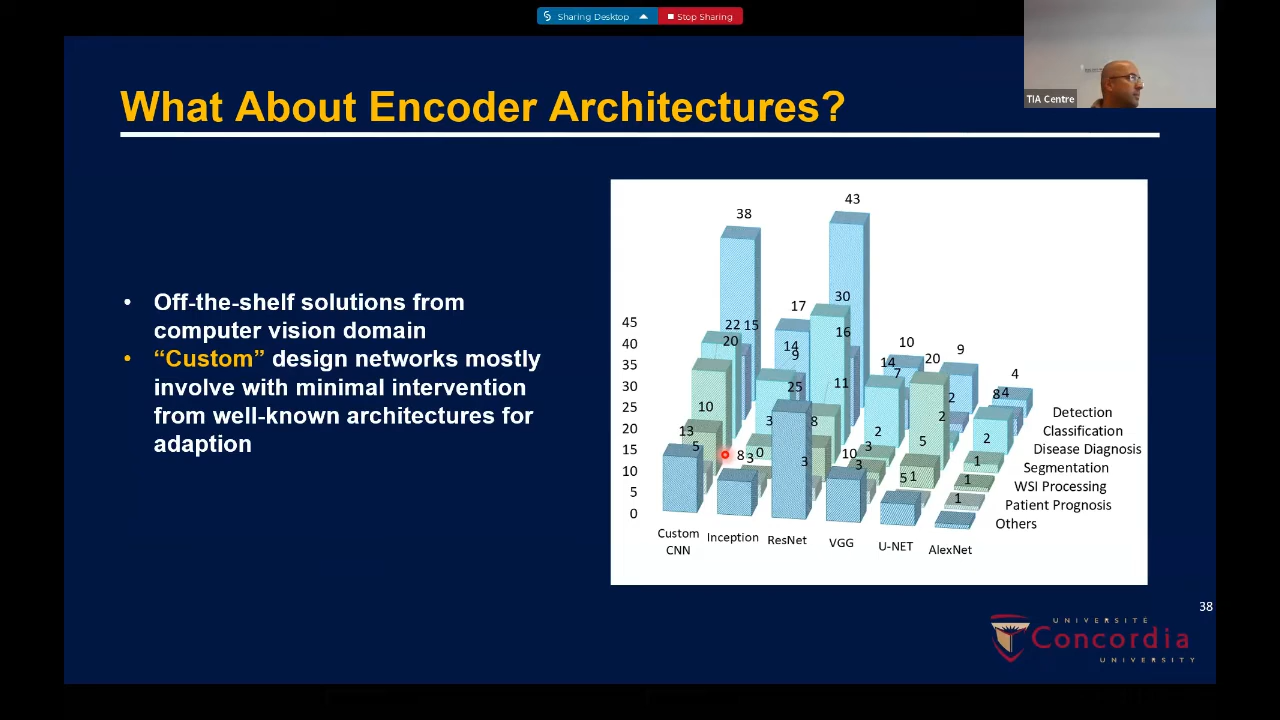 Sharing Desktop
Stop Sharing
TIA Centre
What About Encoder Architectures?
• Off-the-shelf solutions from
computer vision domain
• “Custom” design networks mostly
involve with minimal intervention
from well-known architectures for
adaption
38
43
17
22 15
20
30
16
14
9
10
14
7
20
9
25
11
2
4
8 4
10
3
8
2
2
13
5
3
5
8 3 0
3
10
3
1
5 1
1
1
45
40
35
30
25
20
15
10
5
0
Detection
Classification
Disease Diagnosis
Segmentation
WSI Processing
Patient Prognosis
Others
Custom
CNN
Inception
ResNet
VGG
U-NET
AlexNet
38
UNIVERSITÉ
Concordia
UNIVERSITY